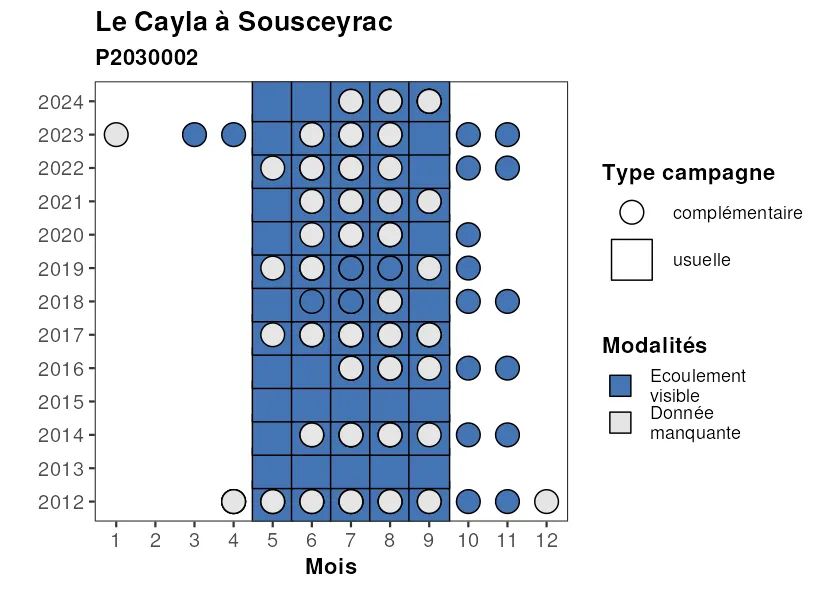 Le Cayla à Sousceyrac
P2030002
2024
2023
2022
2021
2020
2019
2018
2017
2016
2015
2014
2013
2012
1 2 3 4 5 6 7 8 9 10 11 12
Mois
Type campagne
complémentaire
usuelle
Modalités
Ecoulement
visible
Donnée
manquante